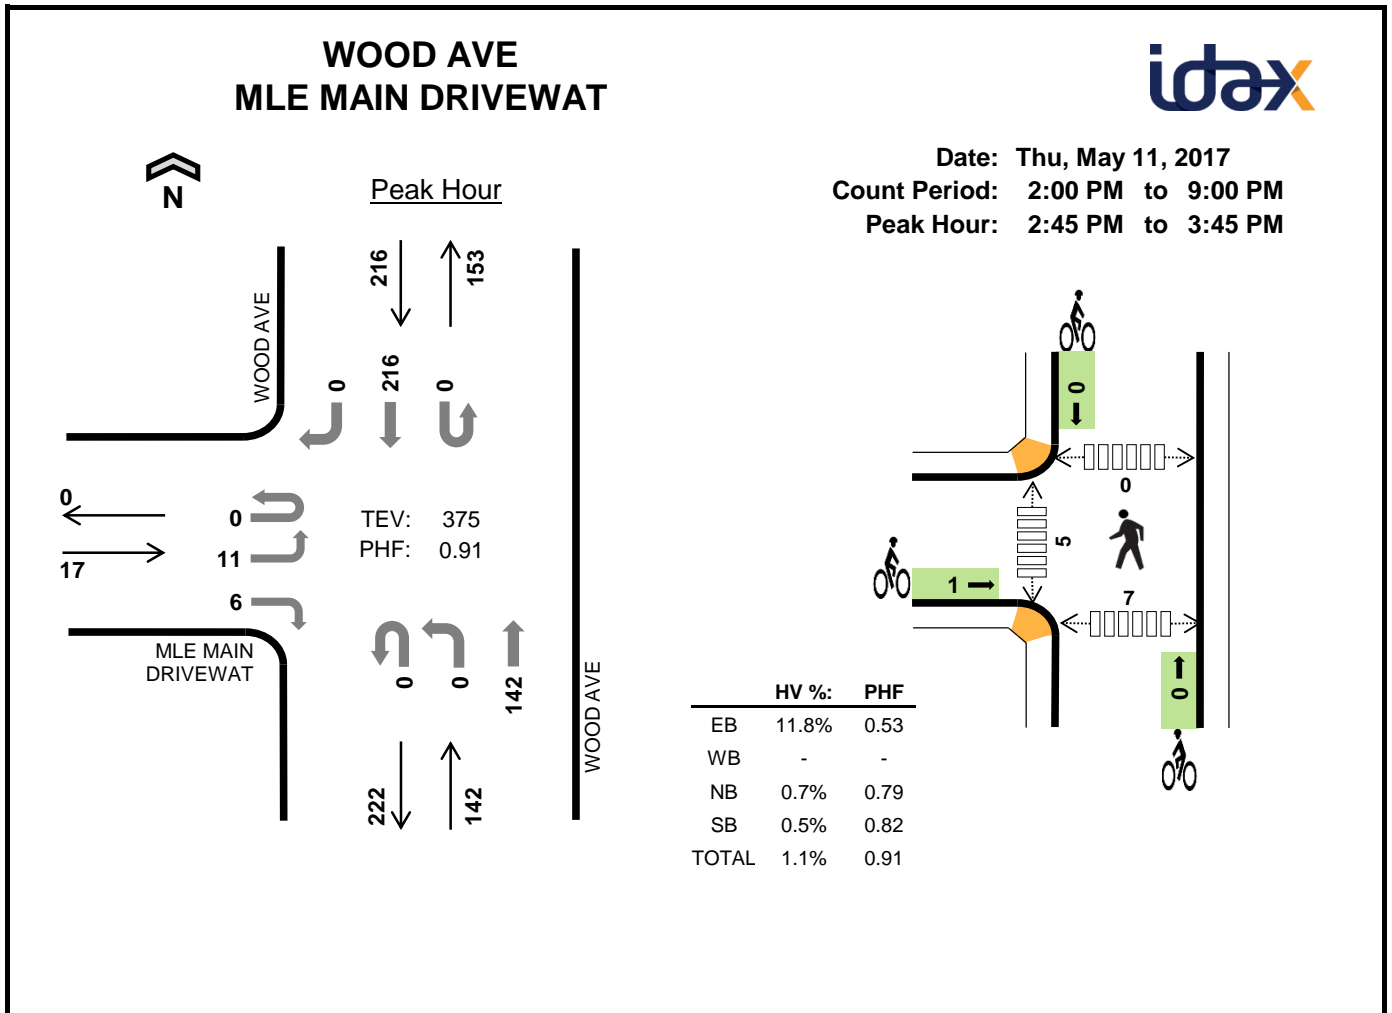 WOOD AVE
MLE MAIN DRIVEWAT
idax
Date: Thu, May 11, 2017
Count Period: 2:00 PM to 9:00 PM
Peak Hour: 2:45 PM to 3:45 PM
N
Peak Hour
216
153
WOOD AVE
0
216
0
0
0
TEV: 375
11
PHF: 0.91
17
6
MLE MAIN
DRIVEWAT
0
0
142
WOOD AVE
222
142
0
0
5
1
7
0
HV %: PHF
EB 11.8% 0.53
WB - -
NB 0.7% 0.79
SB 0.5% 0.82
TOTAL 1.1% 0.91